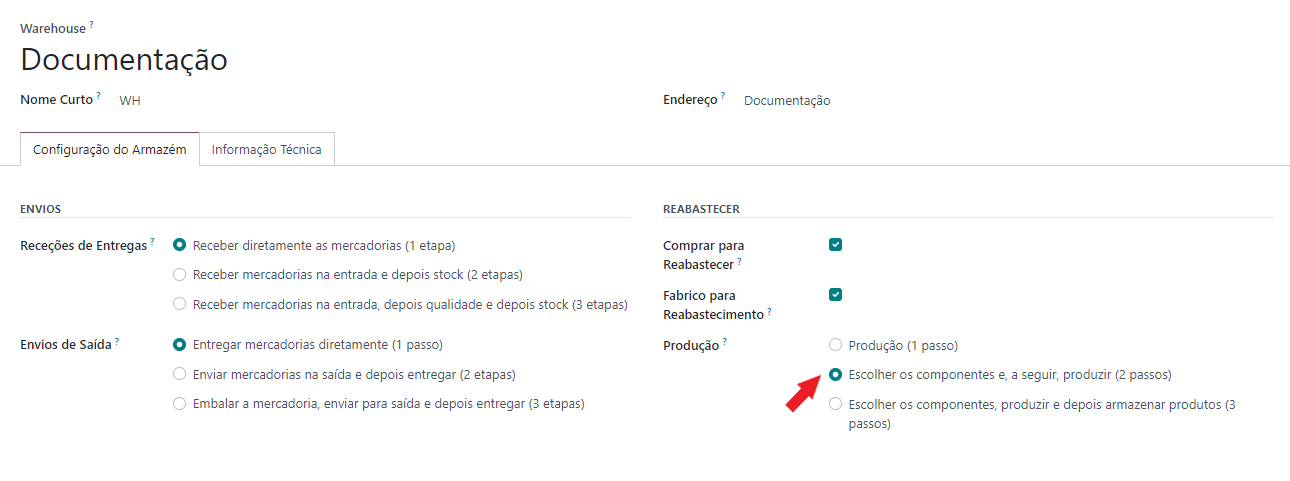 Warehouse ?
Documentação
Nome Curto ? WH
Endereço ? Documentação
Configuração do Armazém
Informação Técnica
ENVIOS
Receções de Entregas ?
Receber diretamente as mercadorias (1 etapa)
Receber mercadorias na entrada e depois stock (2 etapas)
Receber mercadorias na entrada, depois qualidade e depois stock (3 etapas)
Envios de Saída ?
Entregar mercadorias diretamente (1 passo)
Enviar mercadorias na saída e depois entregar (2 etapas)
Embalar a mercadoria, enviar para saída e depois entregar (3 etapas)
REABASTECER
Comprar para
Reabastecer ?
Fabrico para
Reabastecimento ?
Produção ?
Produção (1 passo)
Escolher os componentes e, a seguir, produzir (2 passos)
Escolher os componentes, produzir e depois armazenar produtos (3
passos)